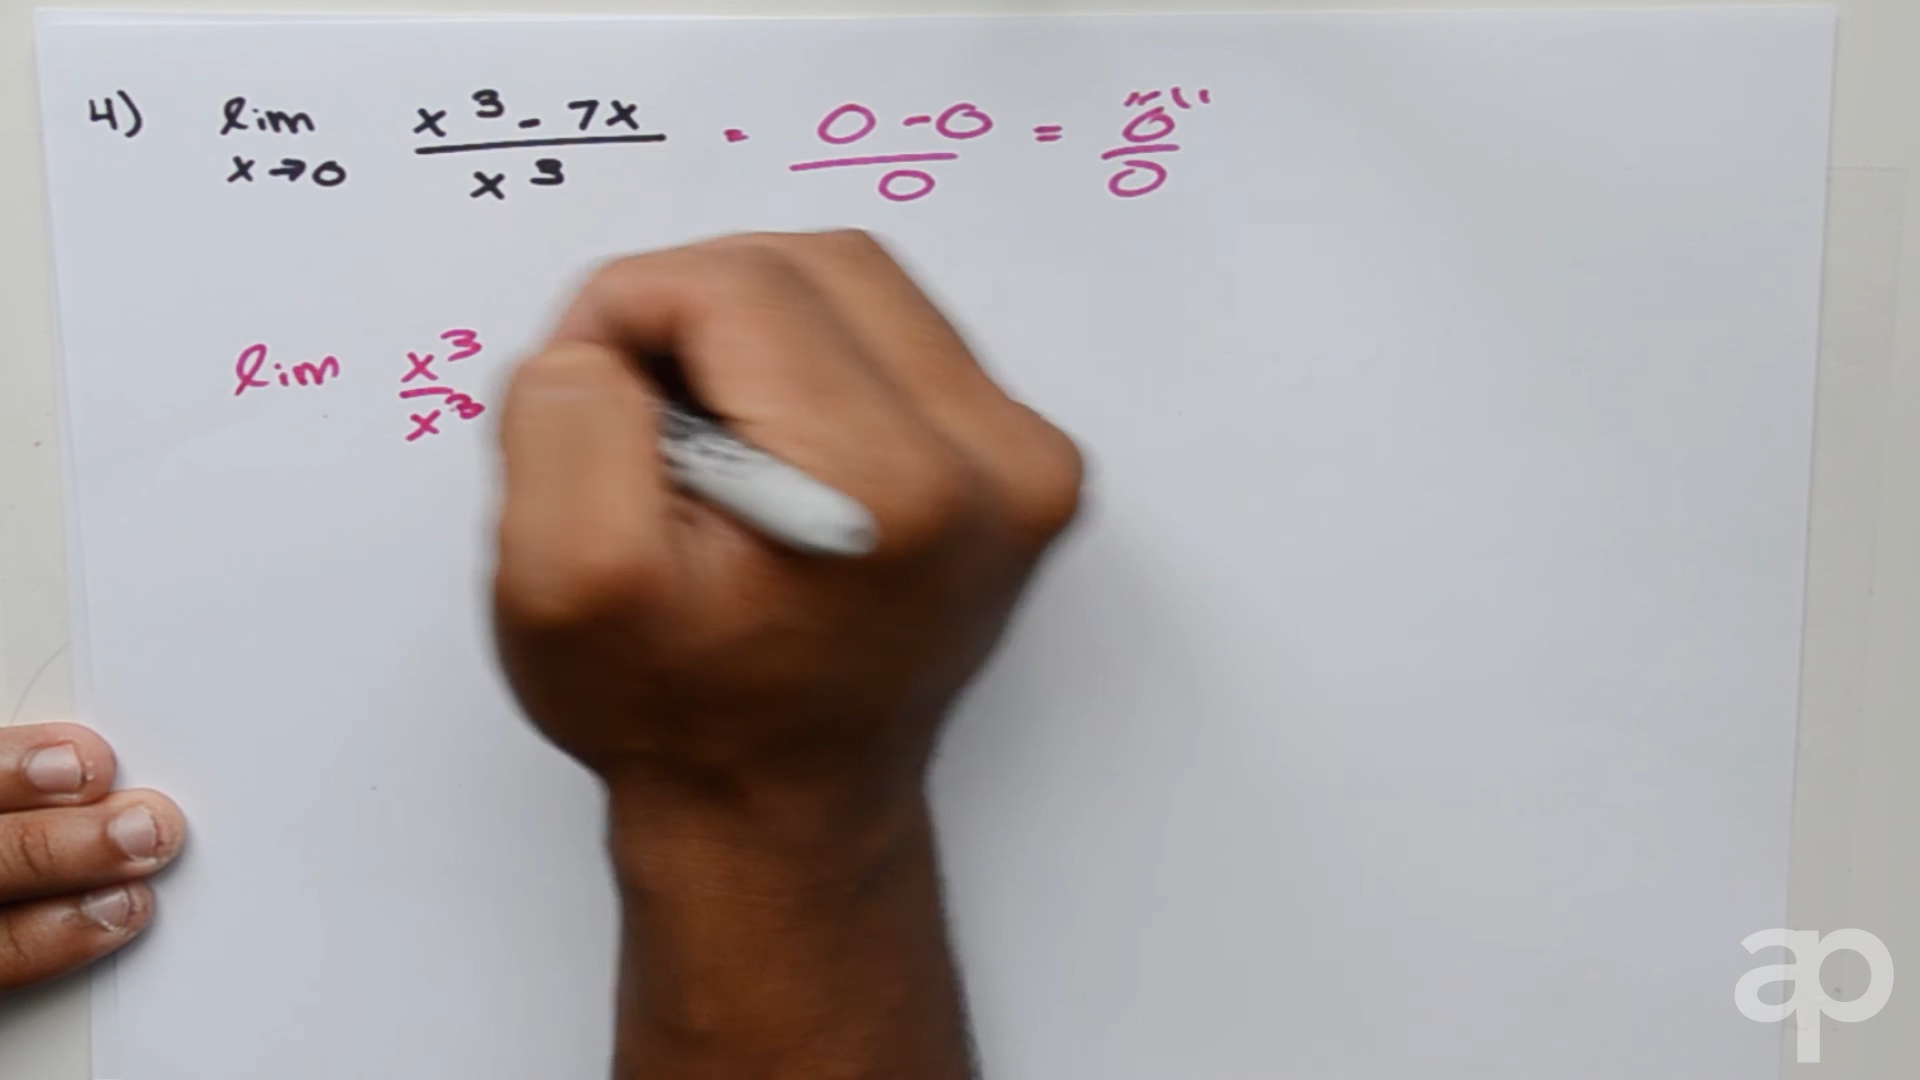 4) lim x→0 (x³ - 7x)/x³ = (0 - 0)/0 = "0/0"
lim x³/x³
ap